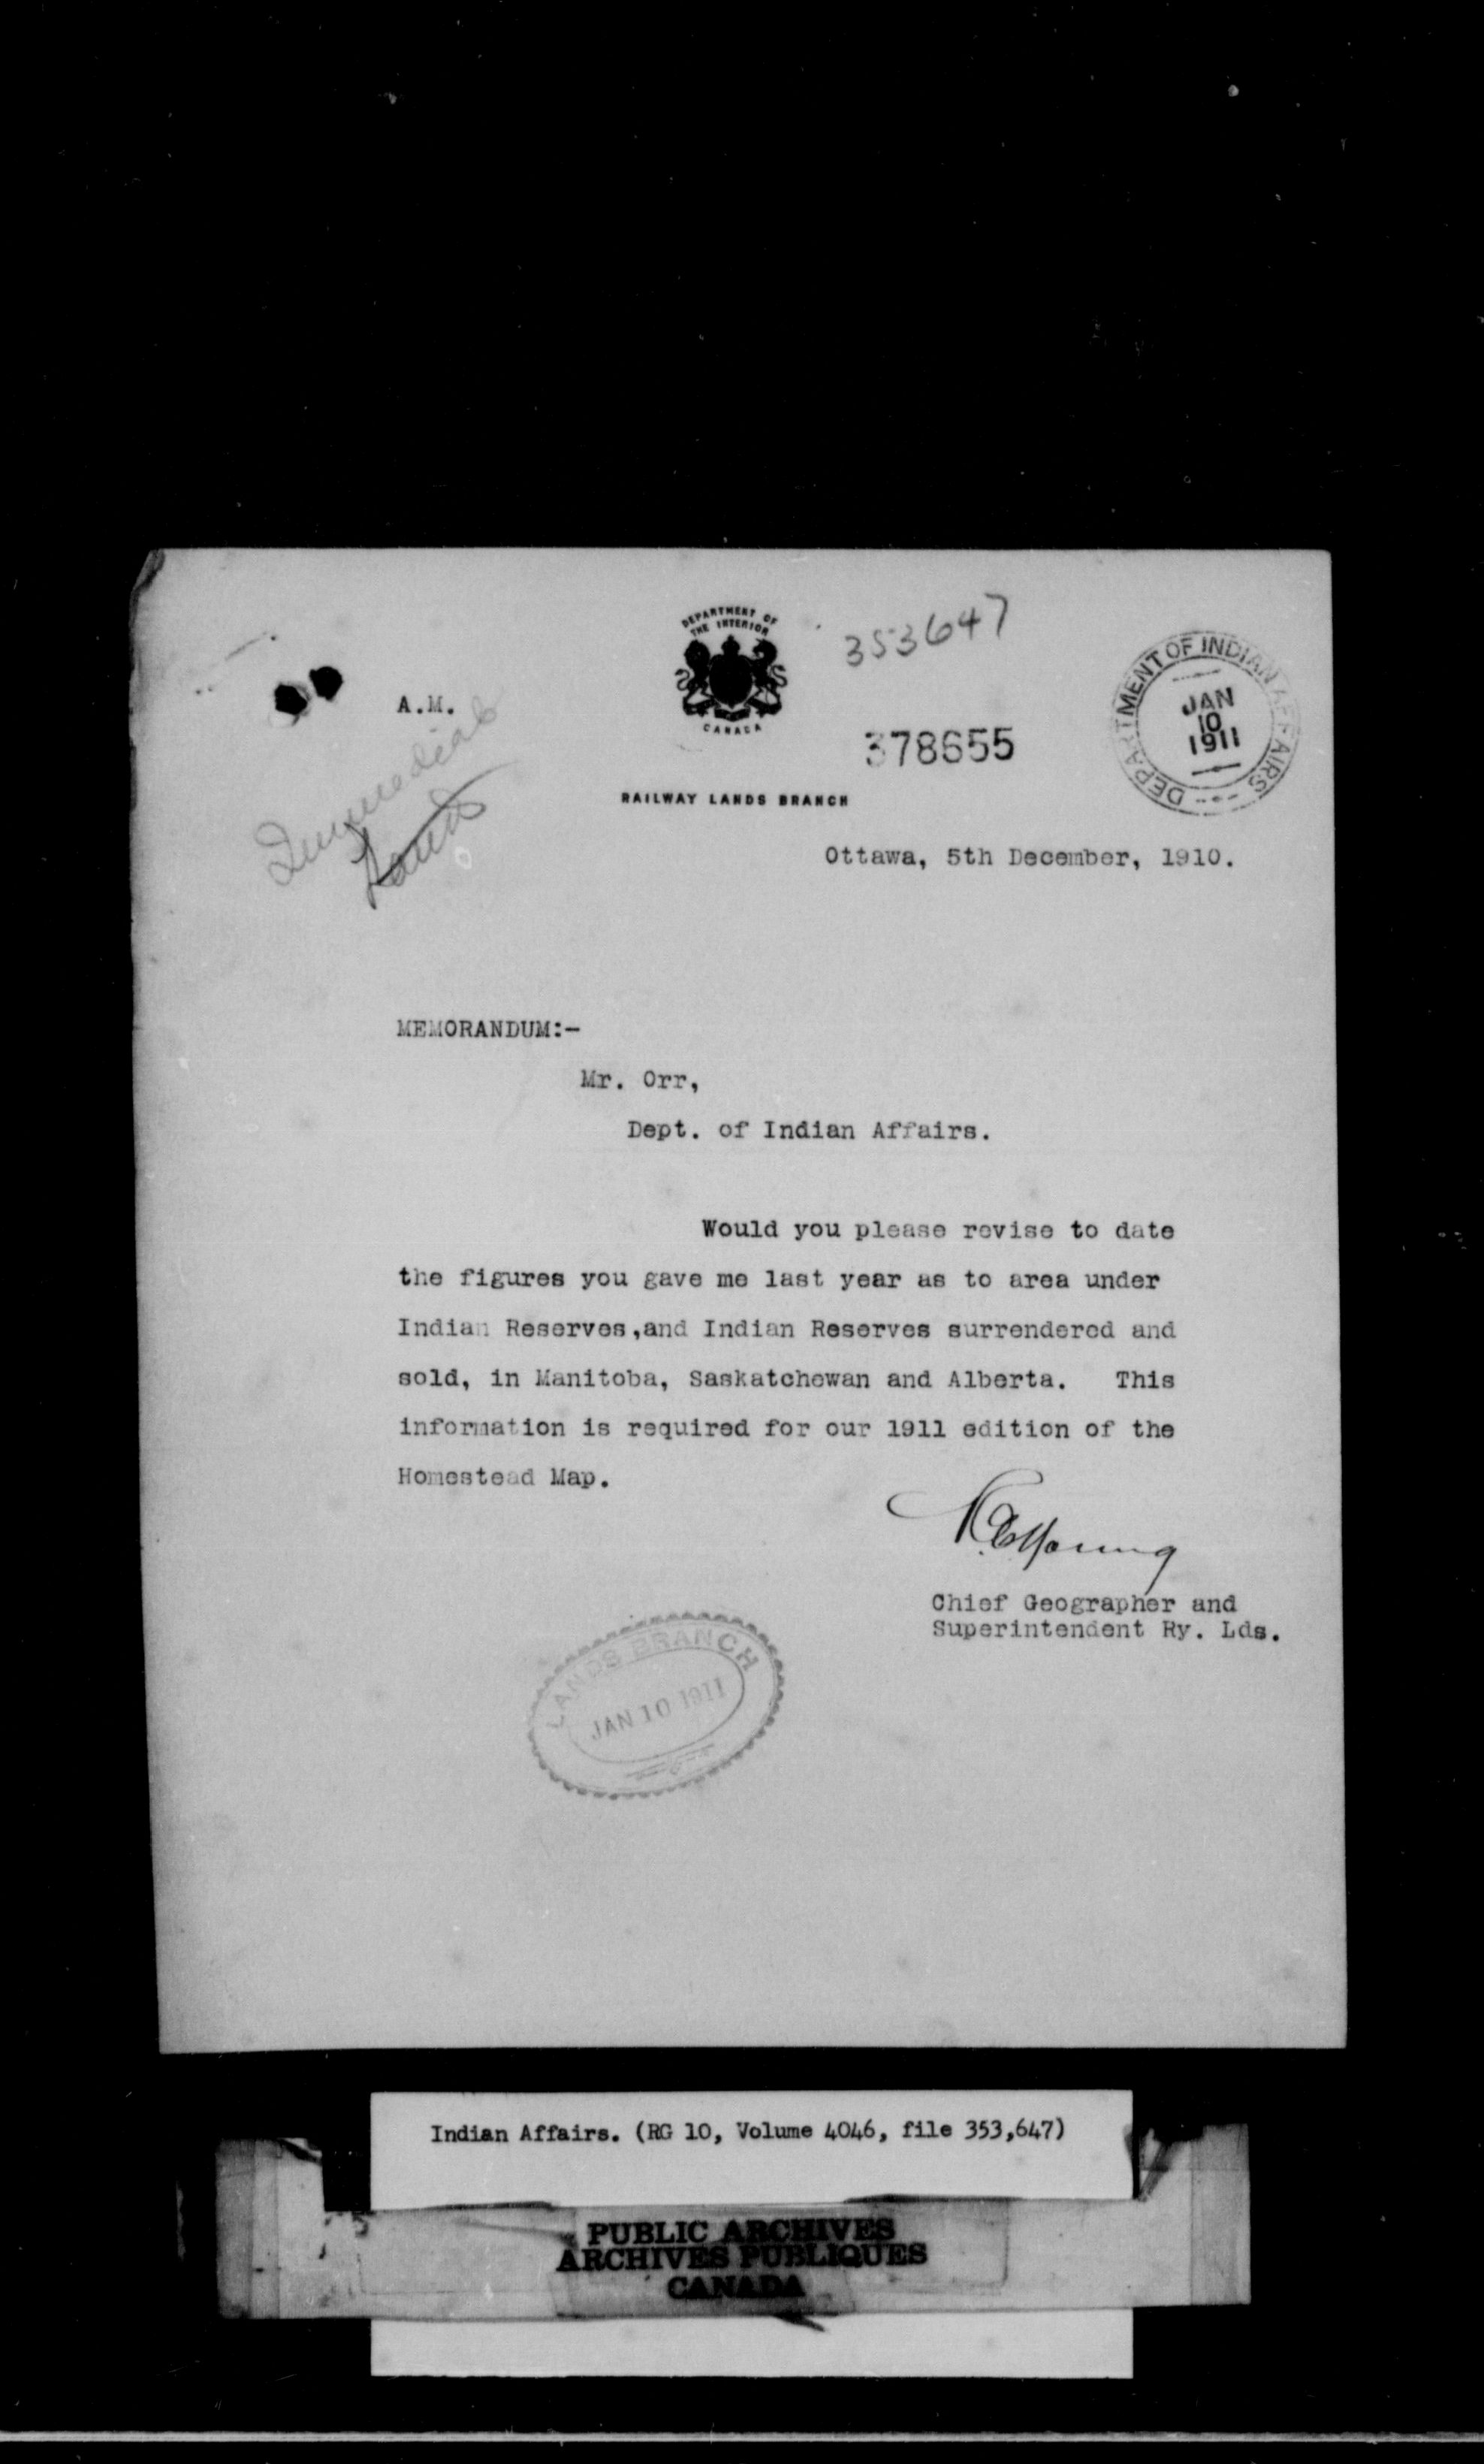 DEPARTMENT OF
THE INTERIOR
CANADA
353647
A.M.
Immediate
Lands
378655
DEPARTMENT OF INDIAN AFFAIRS
JAN
10
1911
RAILWAY LANDS BRANCH
Ottawa, 5th December, 1910.
MEMORANDUM:-
Mr. Orr,
Dept. of Indian Affairs.
Would you please revise to date
the figures you gave me last year as to area under
Indian Reserves,and Indian Reserves surrendered and
sold, in Manitoba, Saskatchewan and Alberta. This
information is required for our 1911 edition of the
Homestead Map.
Chief Geographer and
Superintendent Ry. Lds.
LANDS BRANCH
JAN 10 1911
Indian Affairs. (RG 10, Volume 4046, file 353,647)
PUBLIC ARCHIVES
ARCHIVES PUBLIQUES
CANADA